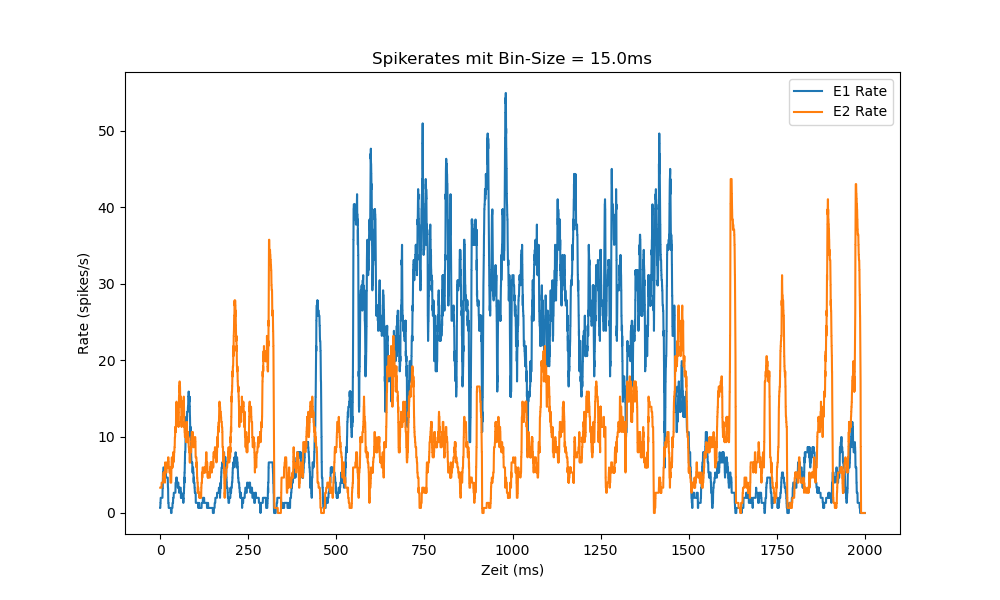 Spikerates mit Bin-Size = 15.0ms
E1 Rate
E2 Rate
Rate (spikes/s)
50
40
30
20
10
0
0 250 500 750 1000 1250 1500 1750 2000
Zeit (ms)